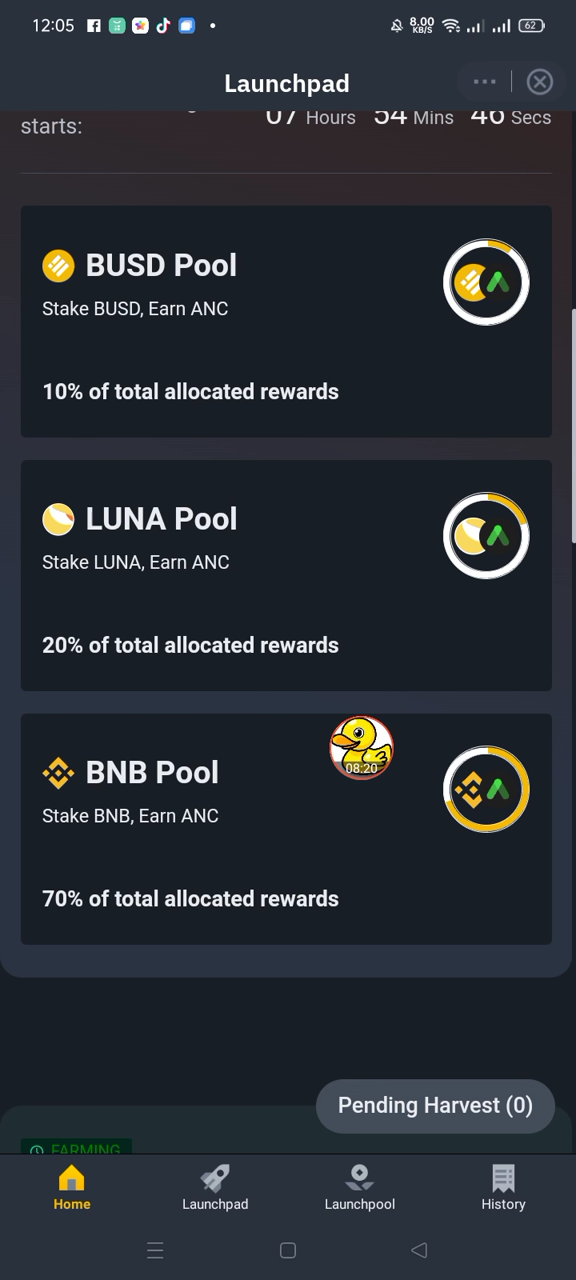 12:05
8.00
KB/S
62
Launchpad
starts:
07 Hours 54 Mins 46 Secs
BUSD Pool
Stake BUSD, Earn ANC
10% of total allocated rewards
LUNA Pool
Stake LUNA, Earn ANC
20% of total allocated rewards
08:20
BNB Pool
Stake BNB, Earn ANC
70% of total allocated rewards
Pending Harvest (0)
FARMING
Home
Launchpad
Launchpool
History